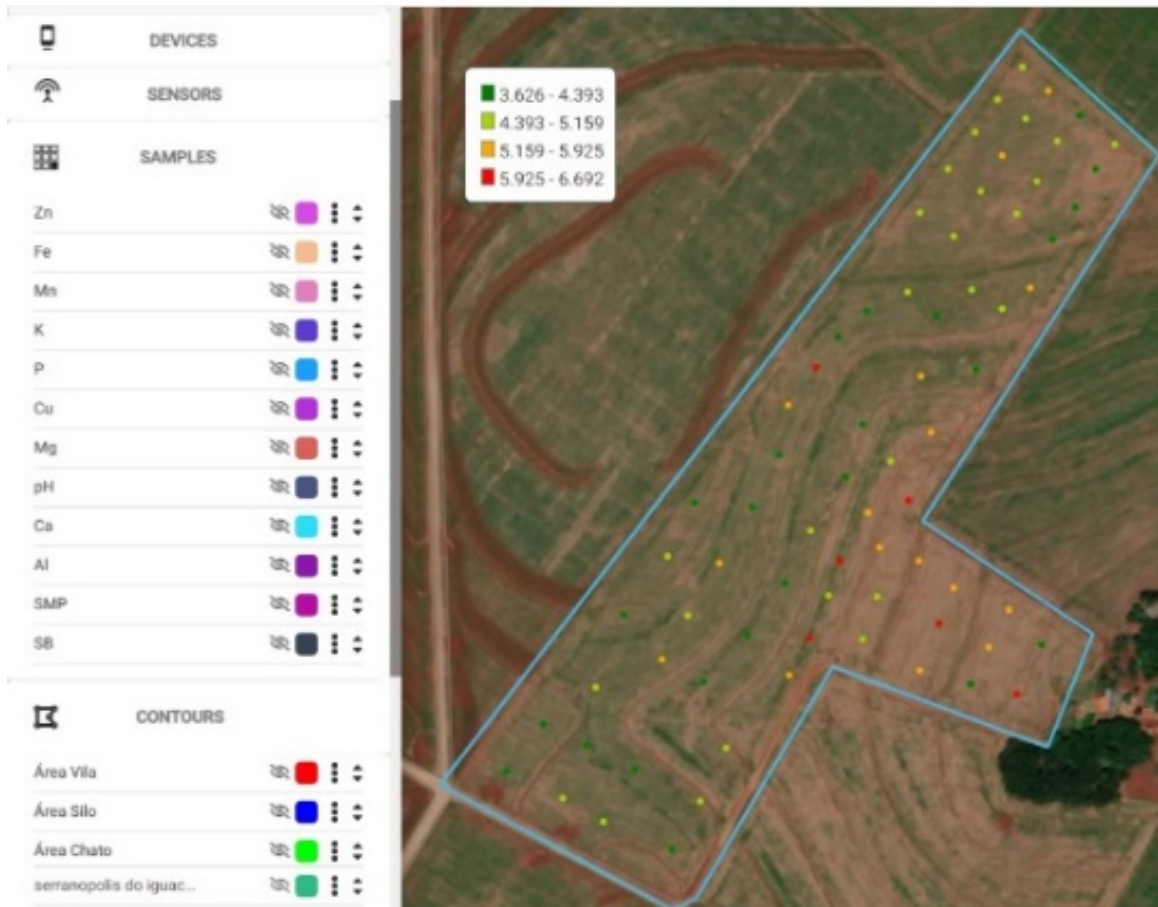 DEVICES
SENSORS
SAMPLES
Zn
Fe
Mn
K
P
Cu
Mg
pH
Ca
Al
SMP
SB
CONTOURS
Área Vila
Área Silo
Área Chato
serranopolis do iguac...
3.626 - 4.393
4.393 - 5.159
5.159 - 5.925
5.925 - 6.692